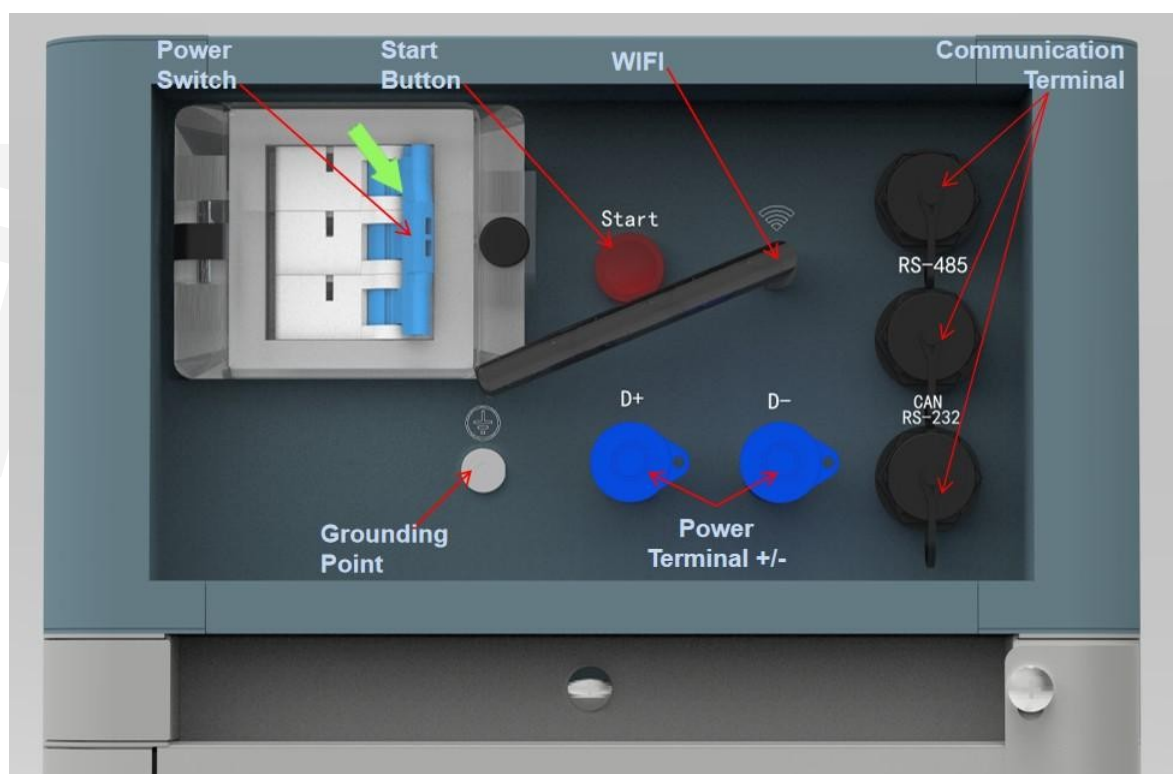 Power
Switch
Start
Button
WIFI
Communication
Terminal
Start
RS-485
D+
D-
CAN
RS-232
Grounding
Point
Power
Terminal +/-